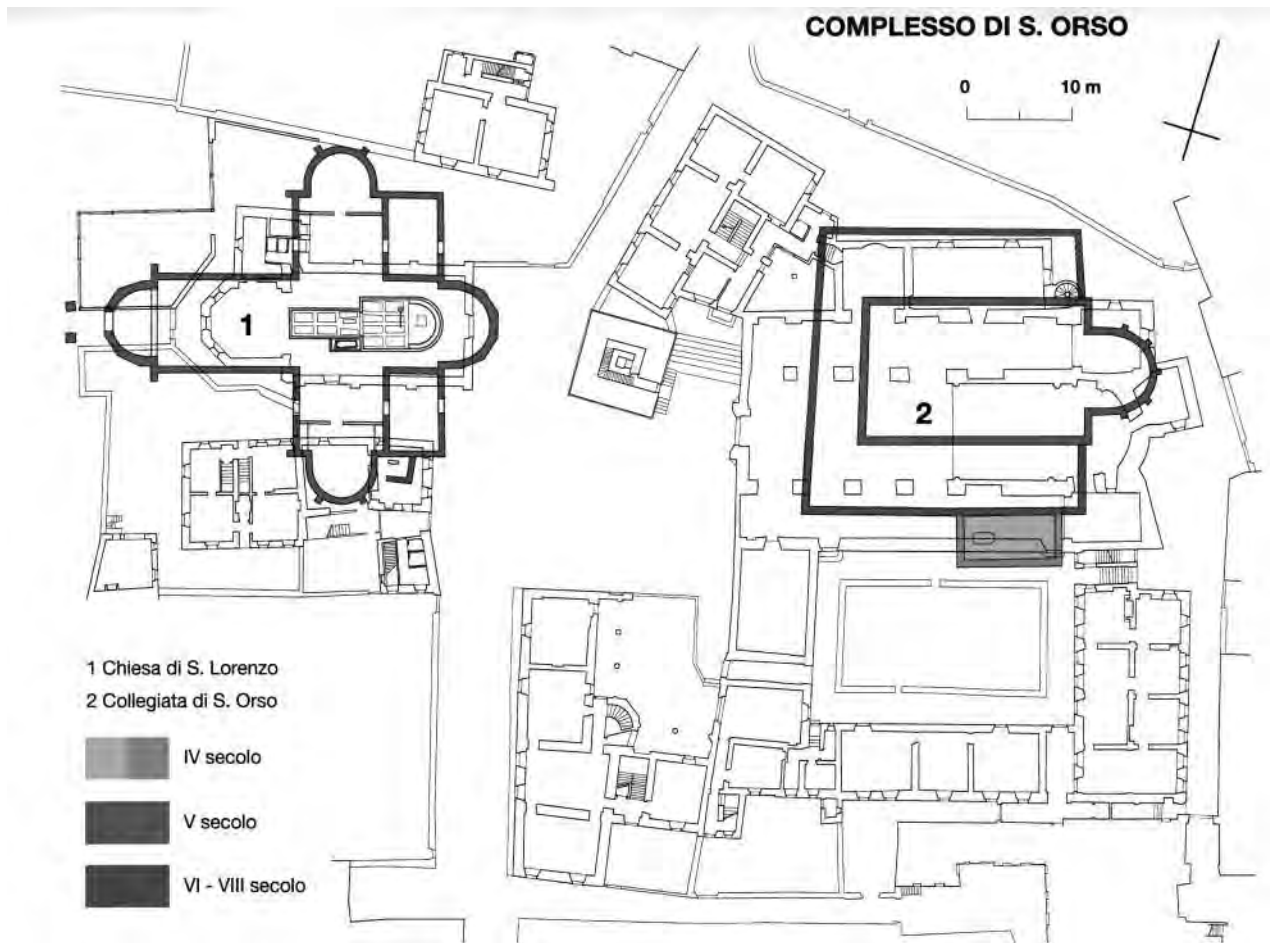 COMPLESSO DI S. ORSO
0 10 m
1
2
1 Chiesa di S. Lorenzo
2 Collegiata di S. Orso
IV secolo
V secolo
VI - VIII secolo